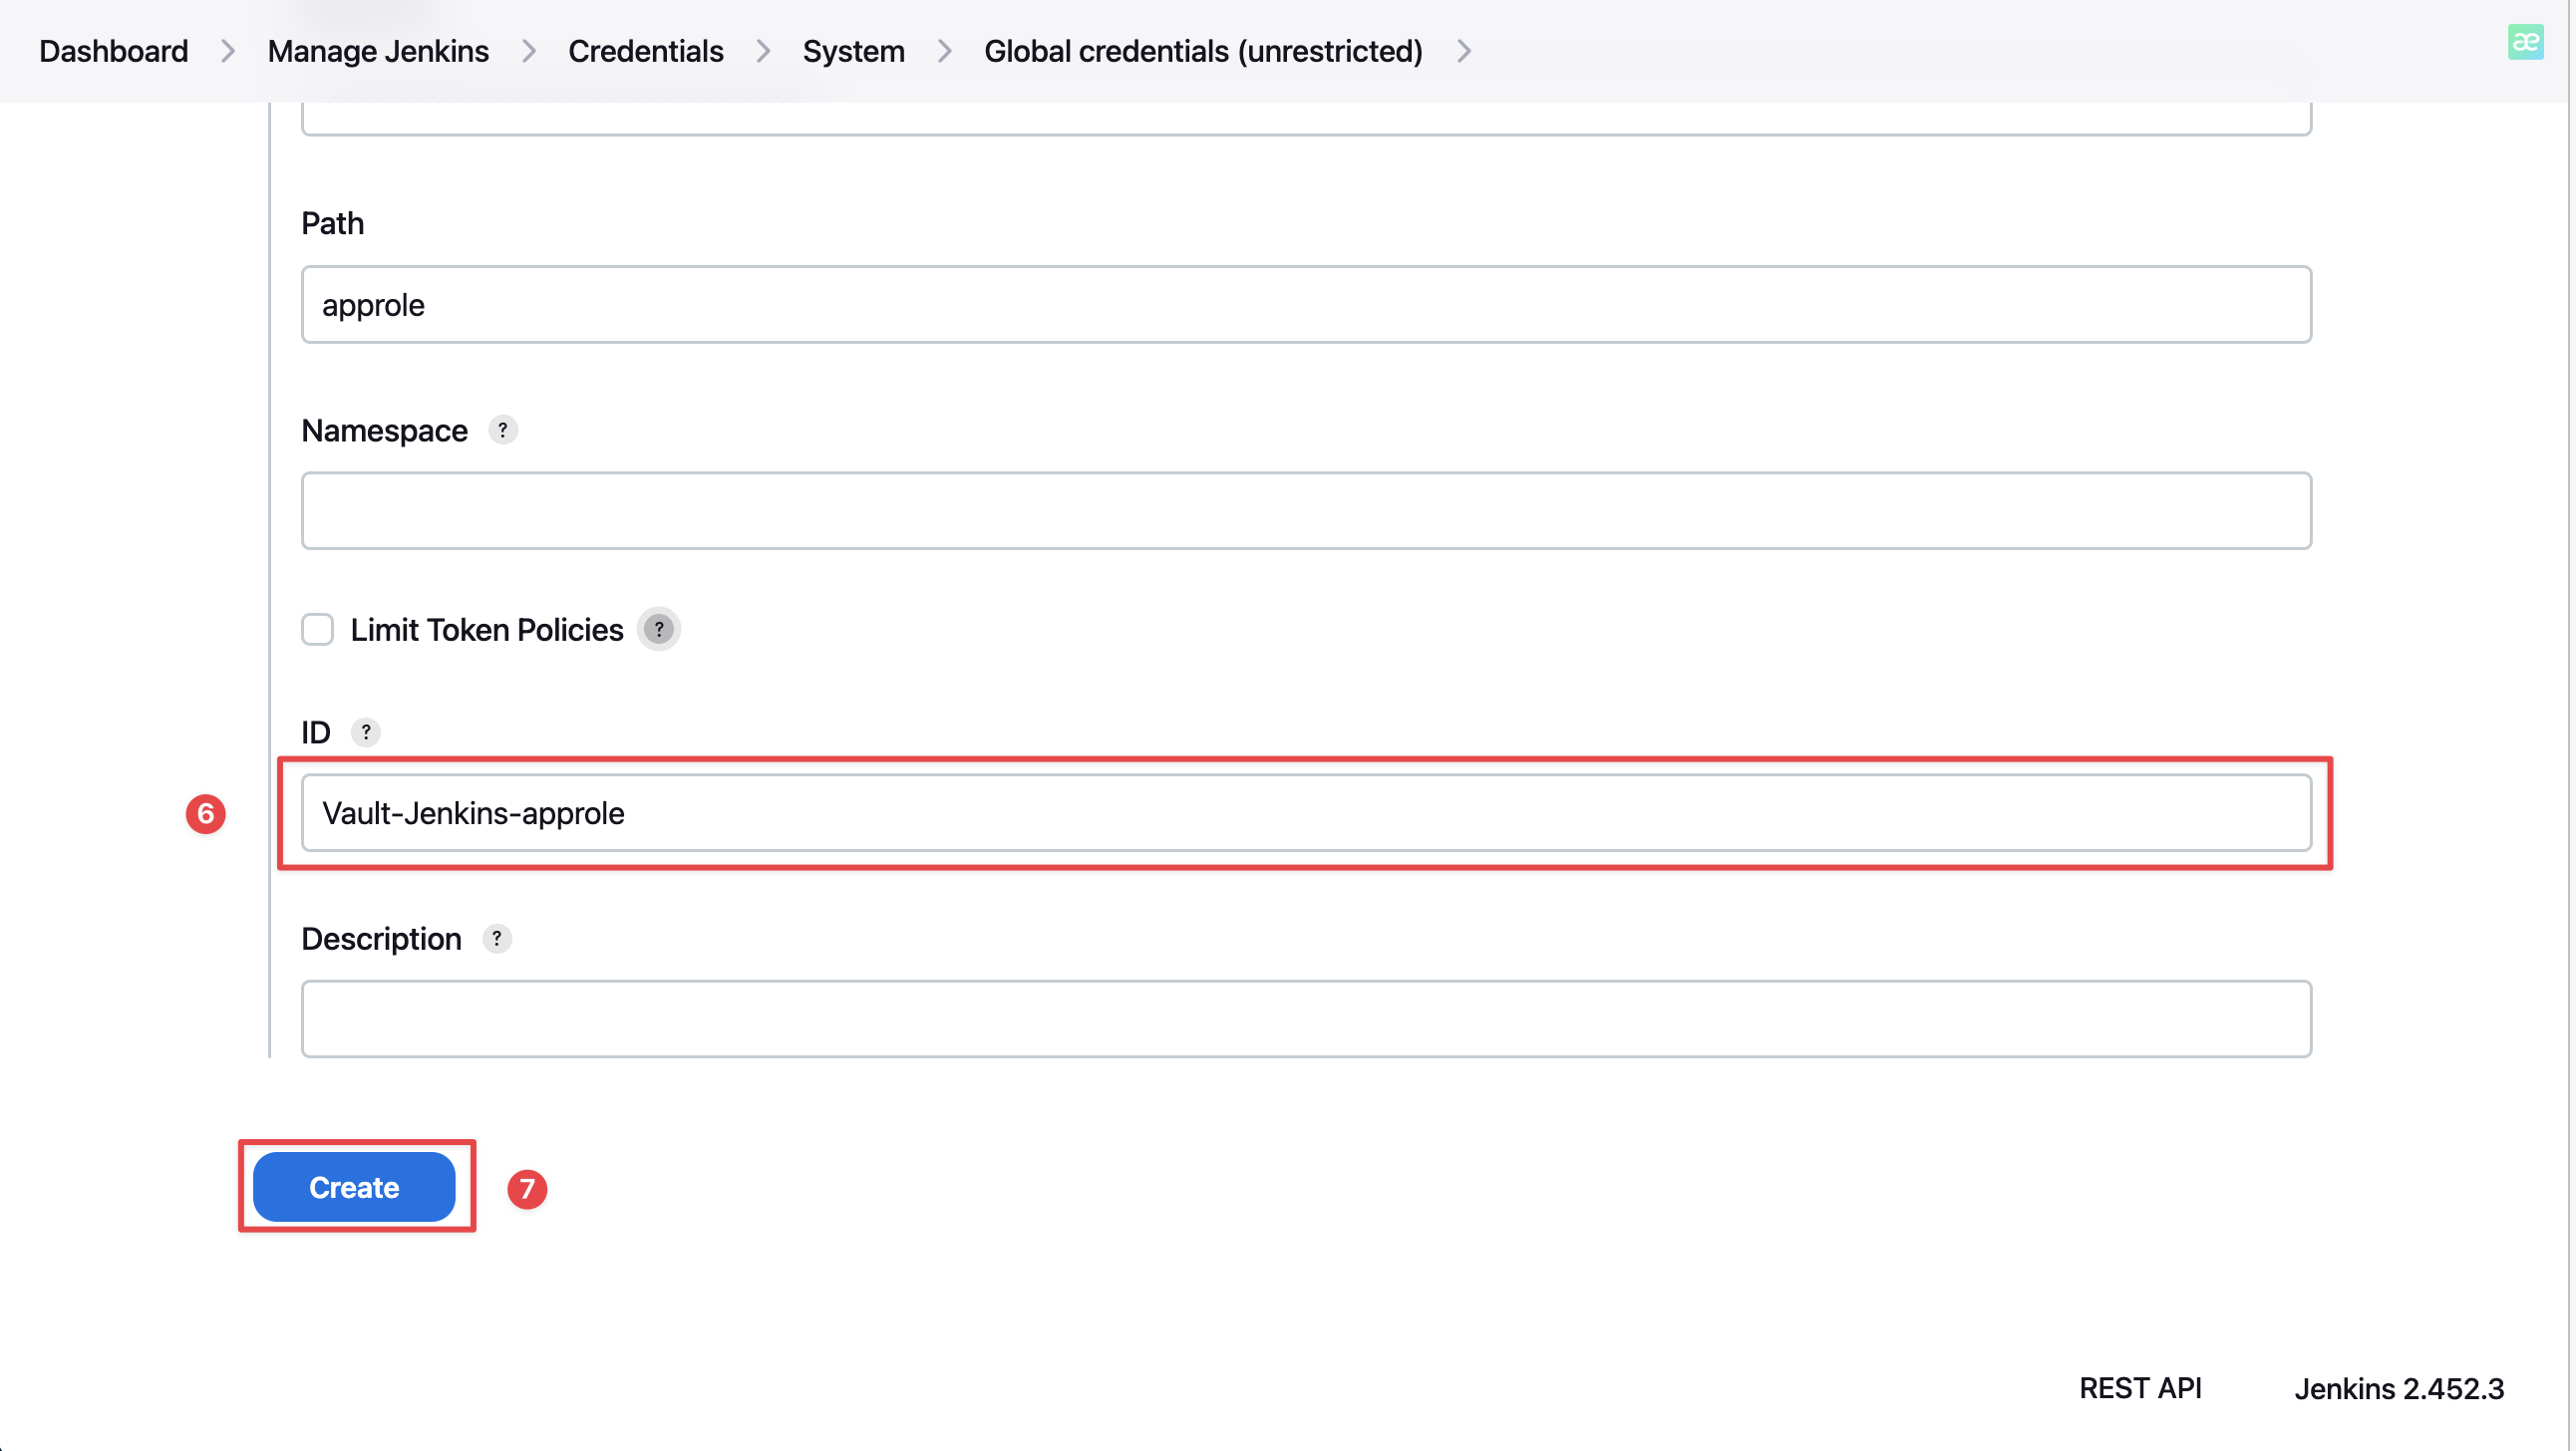 Dashboard > Manage Jenkins > Credentials > System > Global credentials (unrestricted) >
æ
Path
approle
Namespace ?
Limit Token Policies ?
ID ?
6 Vault-Jenkins-approle
Description ?
Create 7
REST API Jenkins 2.452.3